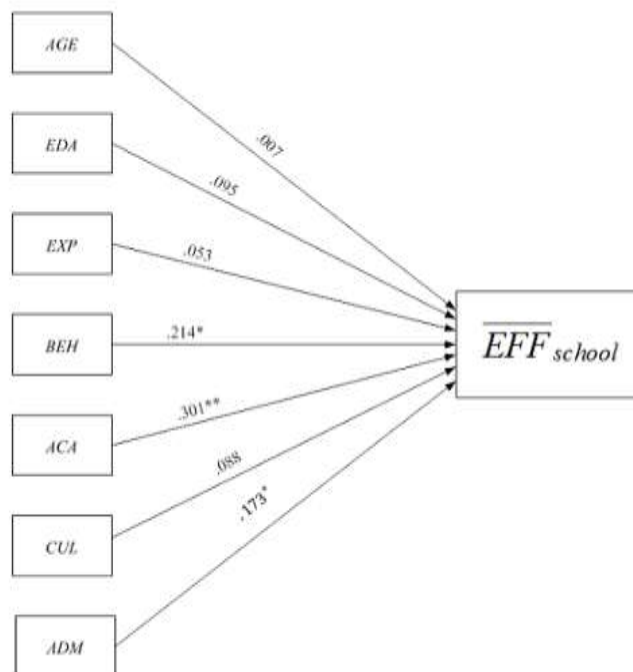 AGE
.007
EDA
.095
EXP
.053
BEH
.214*
EFF school
ACA
.301**
CUL
.088
ADM
.173*